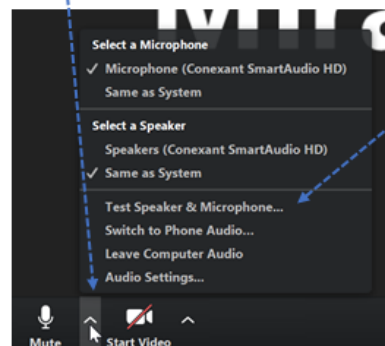 Mira
Select a Microphone
✓ Microphone (Conexant SmartAudio HD)
Same as System
Select a Speaker
Speakers (Conexant SmartAudio HD)
✓ Same as System
Test Speaker & Microphone...
Switch to Phone Audio...
Leave Computer Audio
Audio Settings...
Mute Start Video